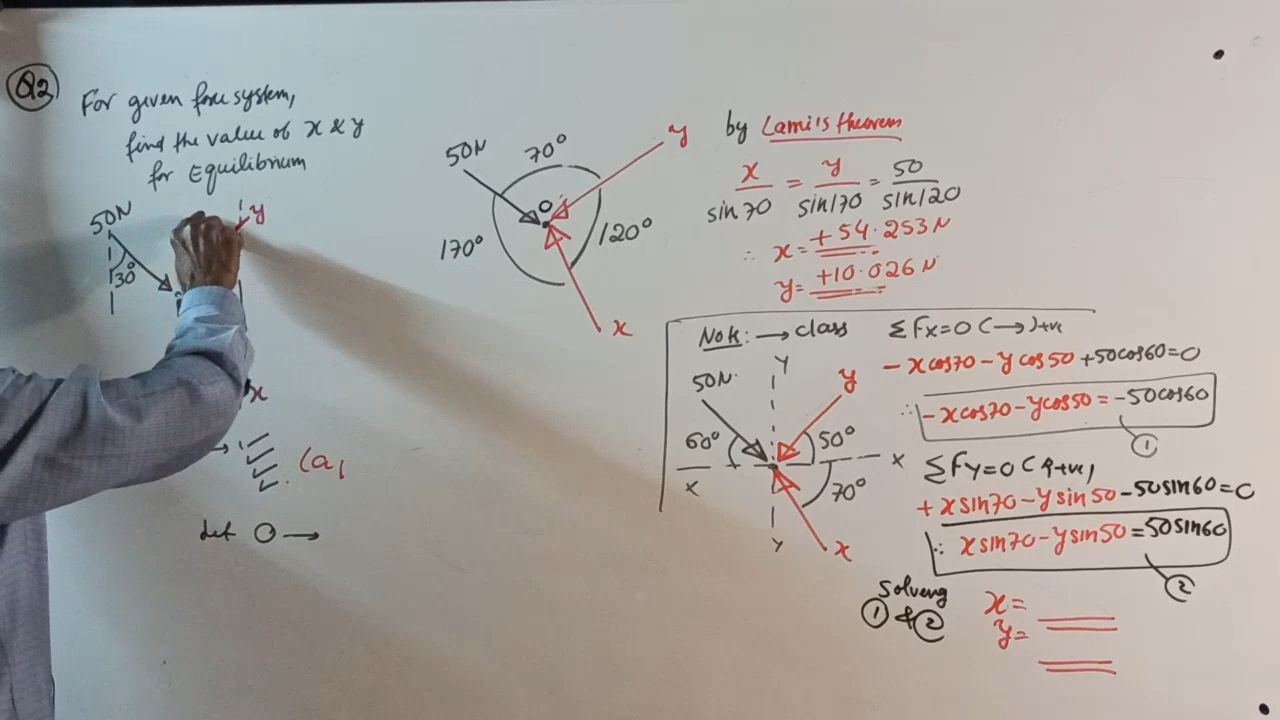 Q2
For given force system,
find the value of x & y
for Equilibrium
50N
30°
y
x
(a)
let O →
50N
70°
y
O
170°
120°
x
by Lami's theorem
x/sin70 = y/sin170 = 50/sin120
∴ x = +54.253N
y = +10.026N
Note: → class
50N
Y
y
60°
50°
X
X
70°
Y
x
ΣFx=0 (→)+ve
-xcos70-ycos50+50cos60=0
∴ -xcos70-ycos50=-50cos60
①
ΣFy=0 (↑+ve)
+xsin70-ysin50-50sin60=0
∴ xsin70-ysin50=50sin60
②
Solving
① & ②
x=
y=